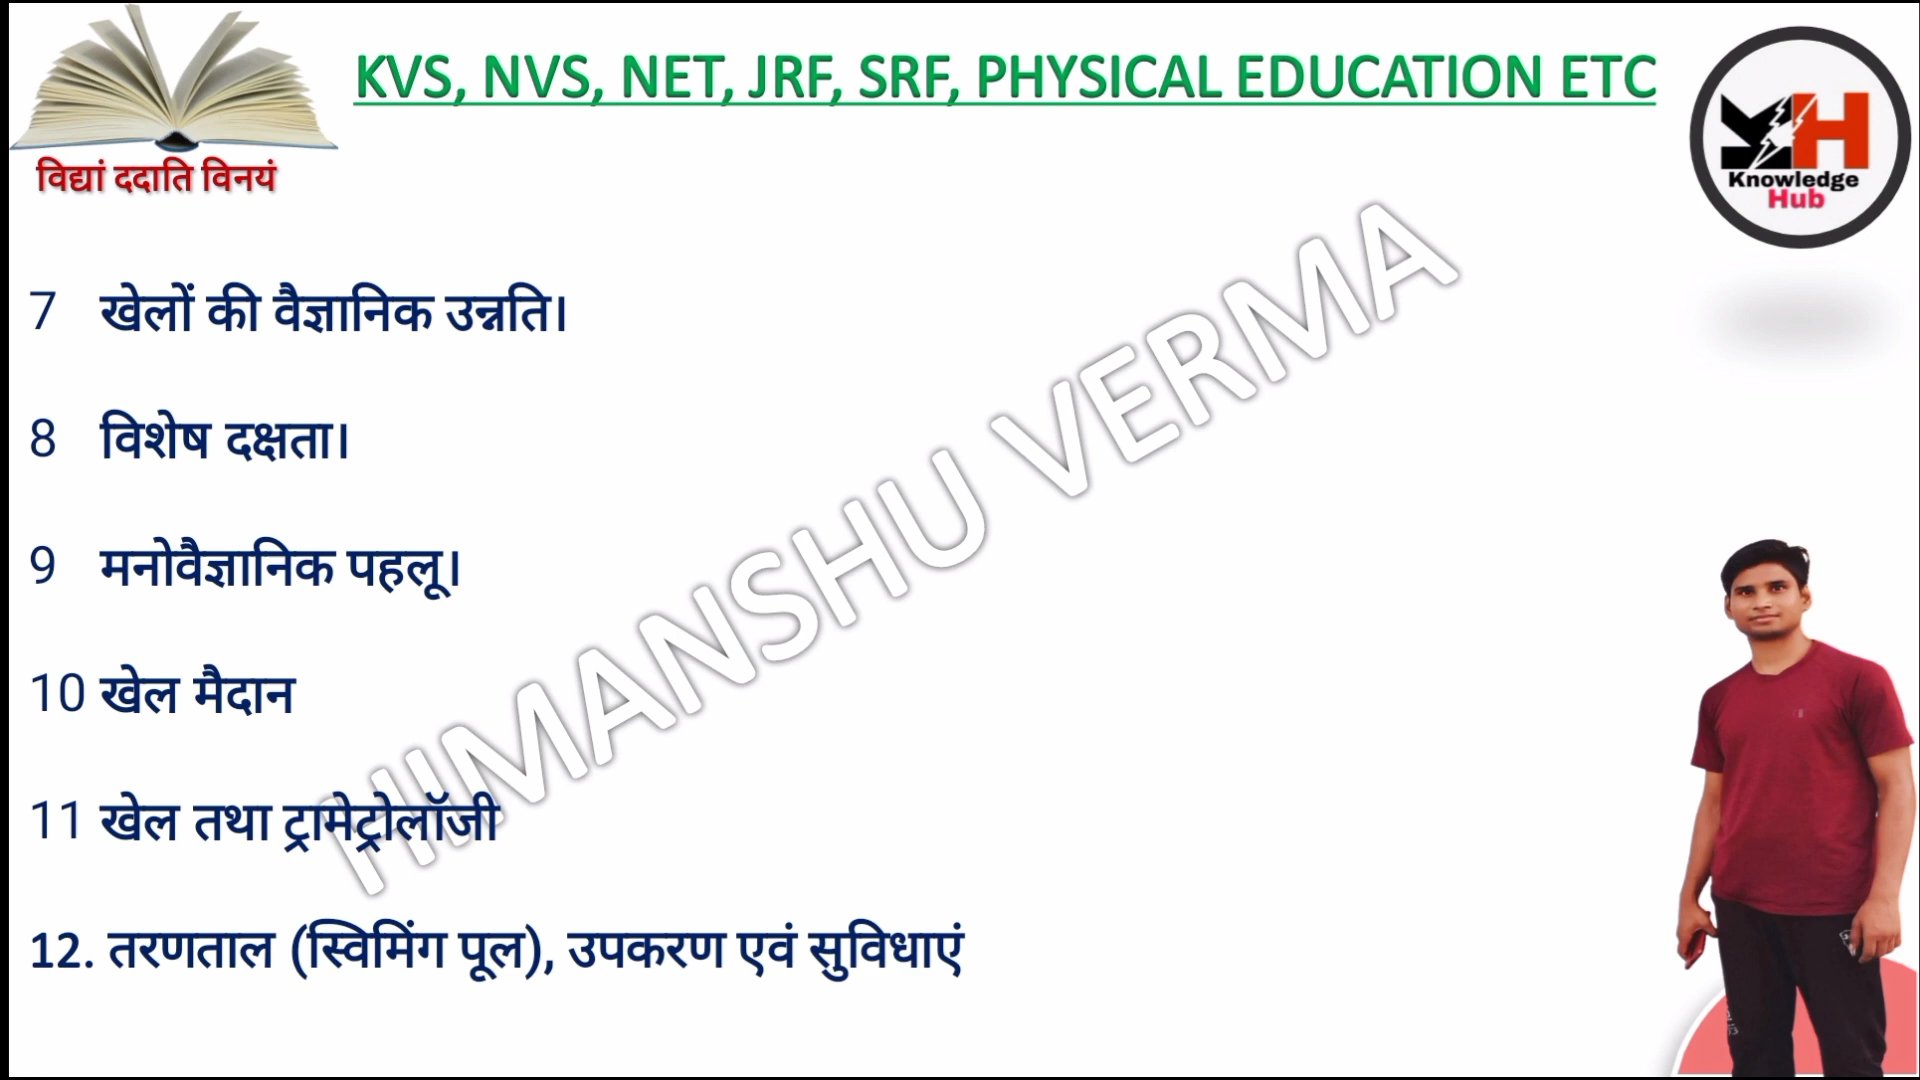 KVS, NVS, NET, JRF, SRF, PHYSICAL EDUCATION ETC
विद्यां ददाति विनयं
KH
Knowledge
Hub
7 खेलों की वैज्ञानिक उन्नति।
8 विशेष दक्षता।
9 मनोवैज्ञानिक पहलू।
10 खेल मैदान
11 खेल तथा ट्रामेट्रोलॉजी
12. तरणताल (स्विमिंग पूल), उपकरण एवं सुविधाएं
HIMANSHU VERMA